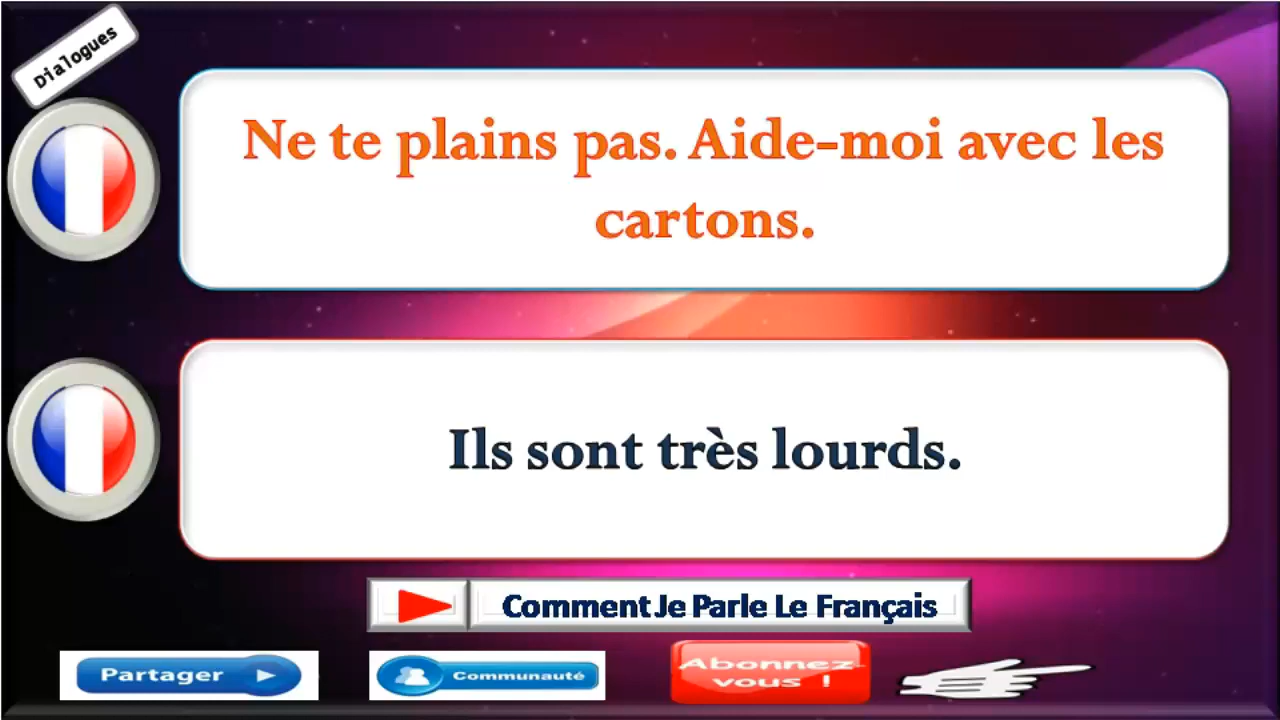 Dialogues
Ne te plains pas. Aide-moi avec les
cartons.
Ils sont très lourds.
Comment Je Parle Le Français
Partager
Communauté
Abonnez-
vous !